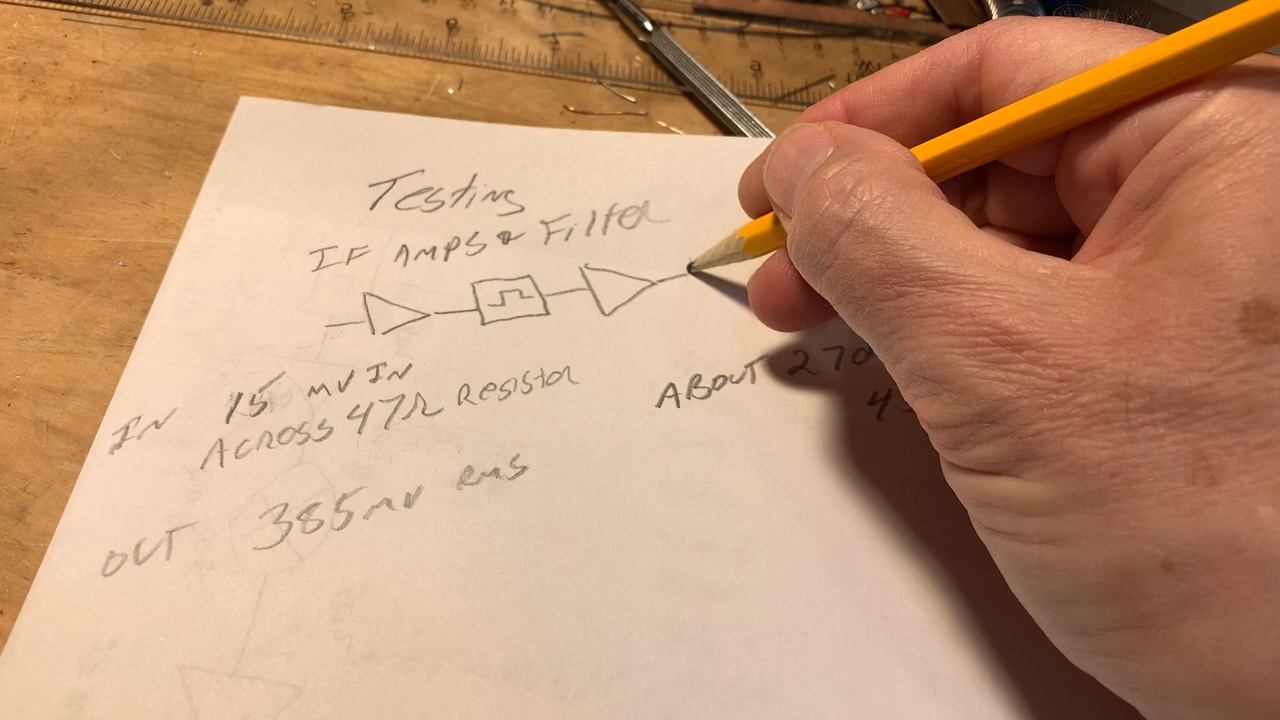 Testing
IF AMPS & Filter
IN 15 mV IN
ACROSS 47Ω Resistor
ABOUT 270
OUT 385mV RMS